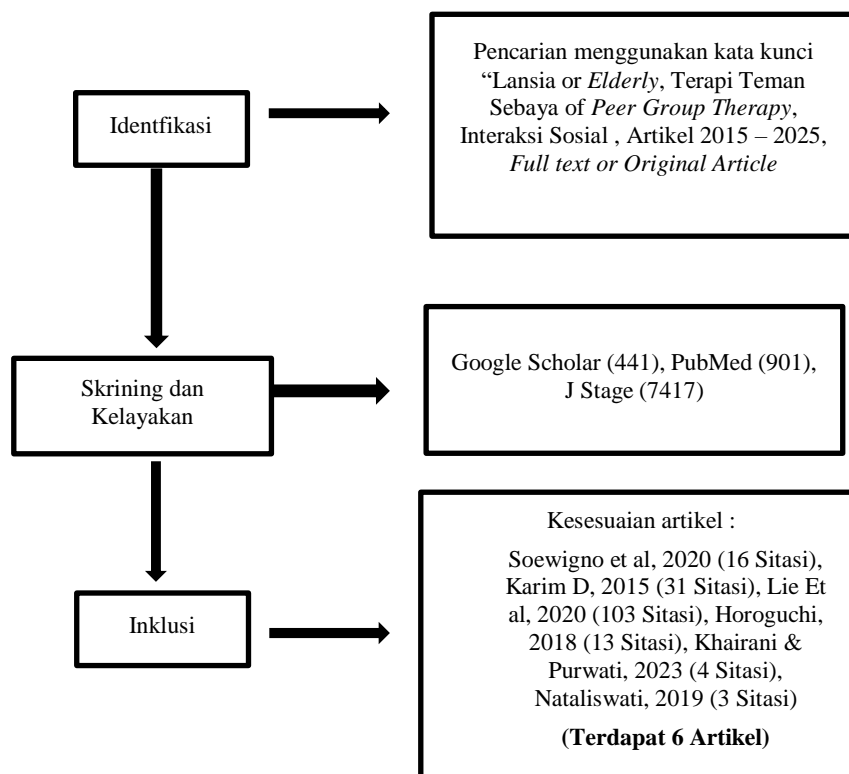 Identfikasi
Pencarian menggunakan kata kunci
“Lansia or Elderly, Terapi Teman
Sebaya of Peer Group Therapy,
Interaksi Sosial , Artikel 2015 – 2025,
Full text or Original Article
Skrining dan
Kelayakan
Google Scholar (441), PubMed (901),
J Stage (7417)
Inklusi
Kesesuaian artikel :
Soewigno et al, 2020 (16 Sitasi),
Karim D, 2015 (31 Sitasi), Lie Et
al, 2020 (103 Sitasi), Horoguchi,
2018 (13 Sitasi), Khairani &
Purwati, 2023 (4 Sitasi),
Nataliswati, 2019 (3 Sitasi)
(Terdapat 6 Artikel)